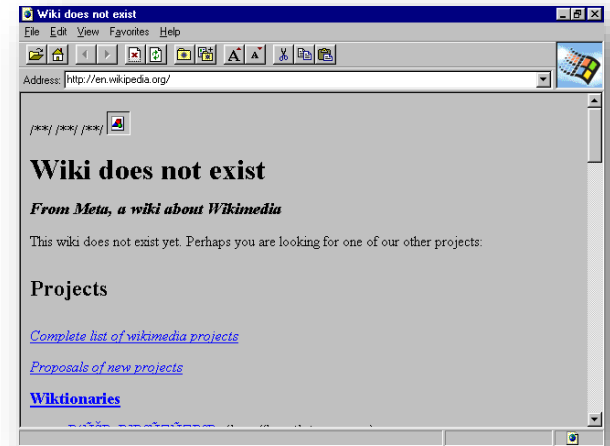 Wiki does not exist
File Edit View Favorites Help
Address: http://en.wikipedia.org/
/**/ /**/ /**/
Wiki does not exist
From Meta, a wiki about Wikimedia
This wiki does not exist yet. Perhaps you are looking for one of our other projects:
Projects
Complete list of wikimedia projects
Proposals of new projects
Wiktionaries